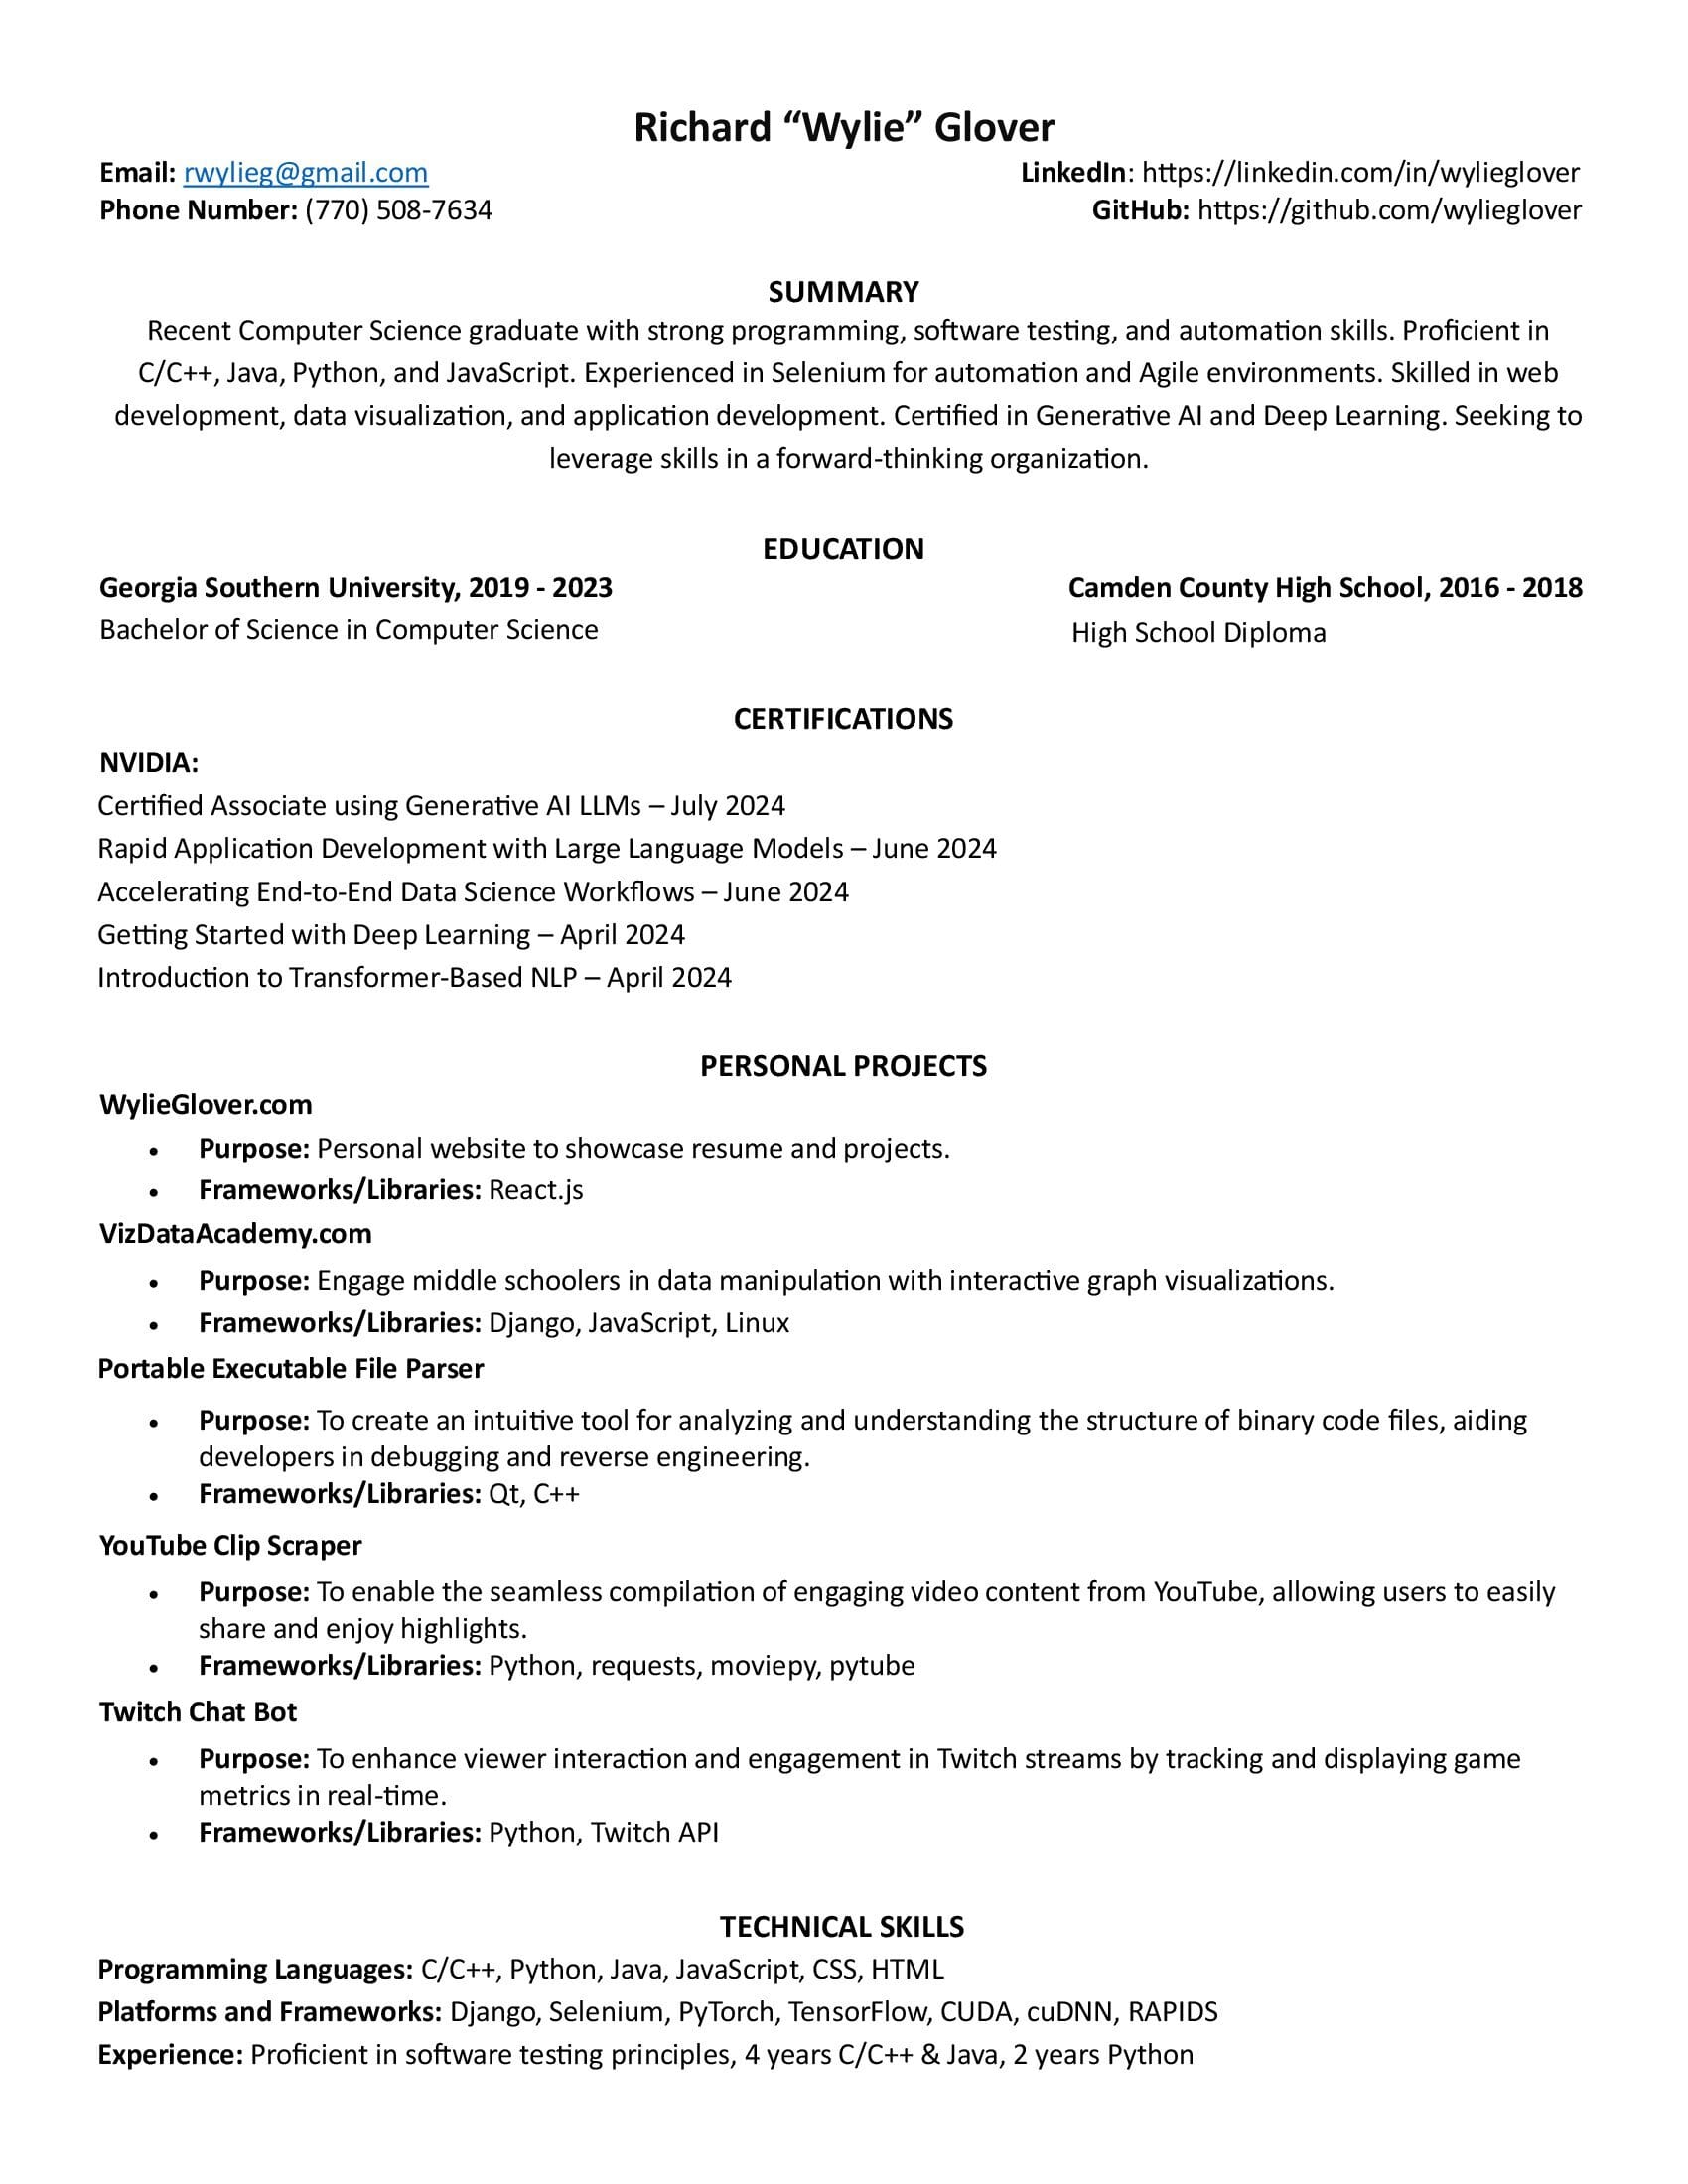 Richard “Wylie” Glover
Email: rwylieg@gmail.com
LinkedIn: https://linkedin.com/in/wylieglover
Phone Number: (770) 508-7634
GitHub: https://github.com/wylieglover
SUMMARY
Recent Computer Science graduate with strong programming, software testing, and automation skills. Proficient in
C/C++, Java, Python, and JavaScript. Experienced in Selenium for automation and Agile environments. Skilled in web
development, data visualization, and application development. Certified in Generative AI and Deep Learning. Seeking to
leverage skills in a forward-thinking organization.
EDUCATION
Georgia Southern University, 2019 - 2023
Camden County High School, 2016 - 2018
Bachelor of Science in Computer Science
High School Diploma
CERTIFICATIONS
NVIDIA:
Certified Associate using Generative AI LLMs – July 2024
Rapid Application Development with Large Language Models – June 2024
Accelerating End-to-End Data Science Workflows – June 2024
Getting Started with Deep Learning – April 2024
Introduction to Transformer-Based NLP – April 2024
PERSONAL PROJECTS
WylieGlover.com
• Purpose: Personal website to showcase resume and projects.
• Frameworks/Libraries: React.js
VizDataAcademy.com
• Purpose: Engage middle schoolers in data manipulation with interactive graph visualizations.
• Frameworks/Libraries: Django, JavaScript, Linux
Portable Executable File Parser
• Purpose: To create an intuitive tool for analyzing and understanding the structure of binary code files, aiding
developers in debugging and reverse engineering.
• Frameworks/Libraries: Qt, C++
YouTube Clip Scraper
• Purpose: To enable the seamless compilation of engaging video content from YouTube, allowing users to easily
share and enjoy highlights.
• Frameworks/Libraries: Python, requests, moviepy, pytube
Twitch Chat Bot
• Purpose: To enhance viewer interaction and engagement in Twitch streams by tracking and displaying game
metrics in real-time.
• Frameworks/Libraries: Python, Twitch API
TECHNICAL SKILLS
Programming Languages: C/C++, Python, Java, JavaScript, CSS, HTML
Platforms and Frameworks: Django, Selenium, PyTorch, TensorFlow, CUDA, cuDNN, RAPIDS
Experience: Proficient in software testing principles, 4 years C/C++ & Java, 2 years Python